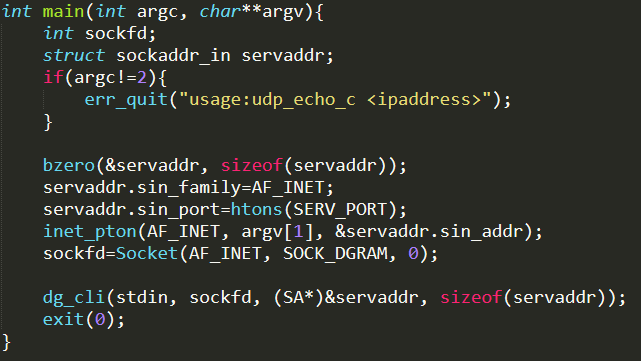 int main(int argc, char**argv){
    int sockfd;
    struct sockaddr_in servaddr;
    if(argc!=2){
        err_quit("usage:udp_echo_c <ipaddress>");
    }

    bzero(&servaddr, sizeof(servaddr));
    servaddr.sin_family=AF_INET;
    servaddr.sin_port=htons(SERV_PORT);
    inet_pton(AF_INET, argv[1], &servaddr.sin_addr);
    sockfd=Socket(AF_INET, SOCK_DGRAM, 0);

    dg_cli(stdin, sockfd, (SA*)&servaddr, sizeof(servaddr));
    exit(0);
}